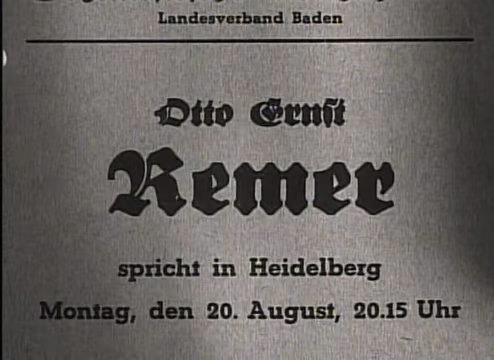 Landesverband Baden
Otto Ernst
Remer
spricht in Heidelberg
Montag, den 20. August, 20.15 Uhr